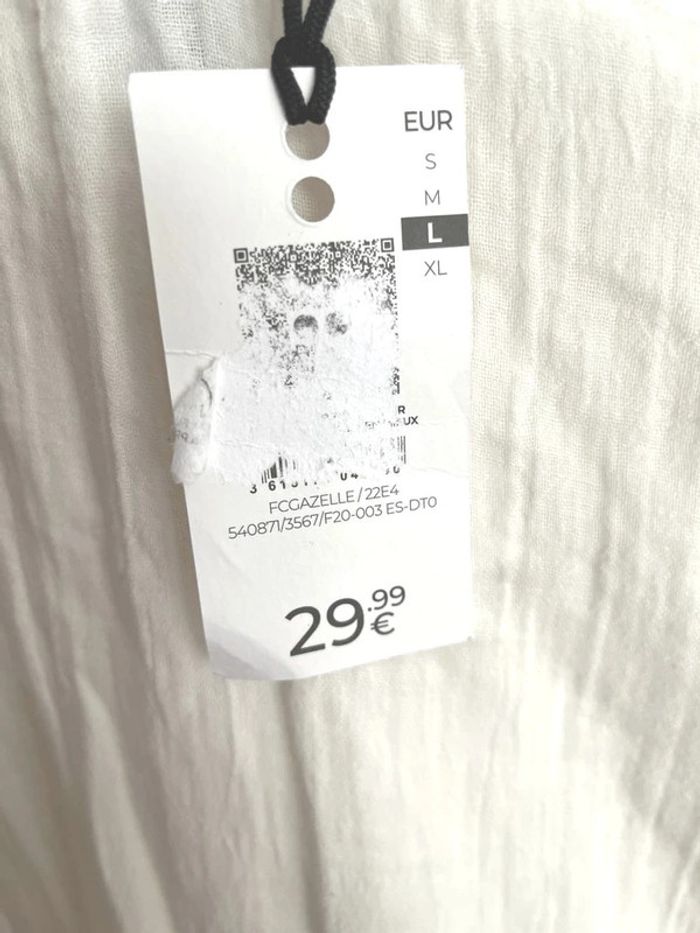 EUR
S
M
L
XL
FCGAZELLE / 22E4
540871/3567/F20-003 ES-DT0
29.99
€